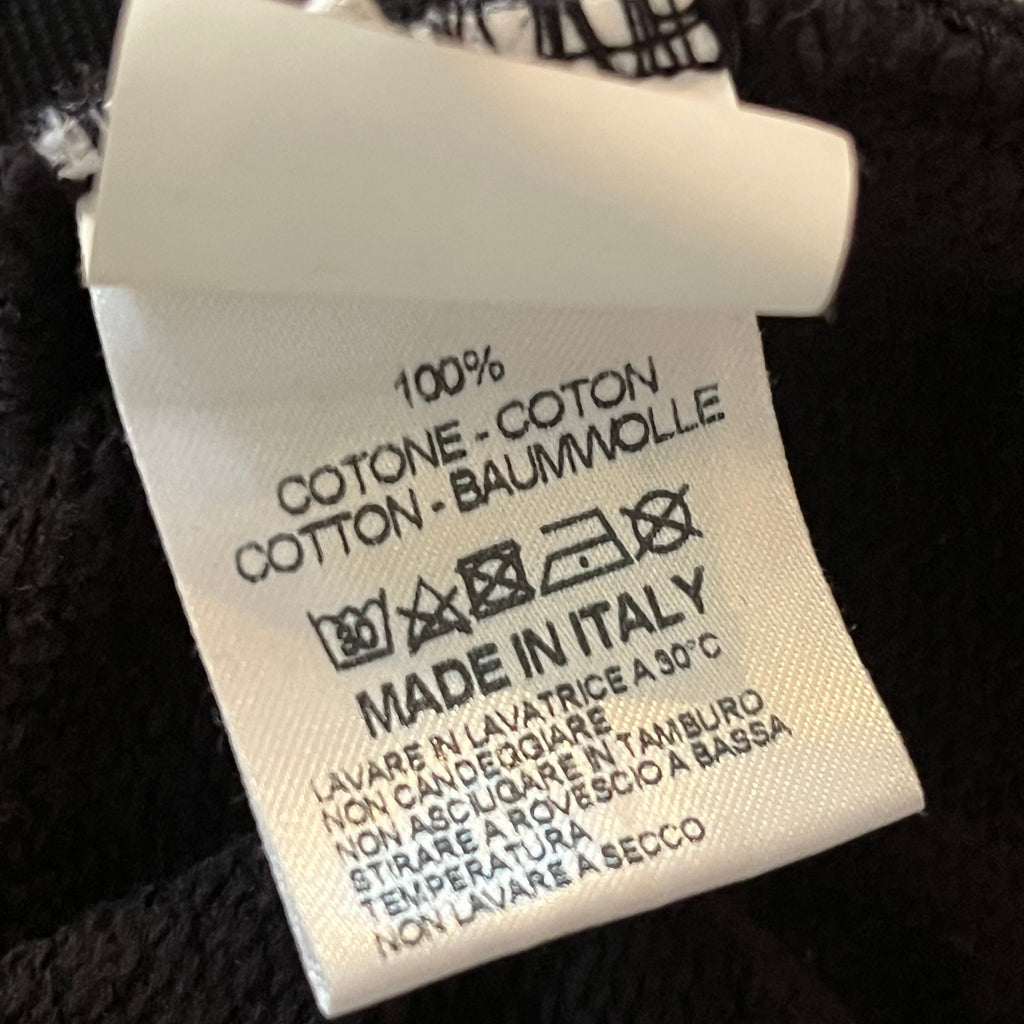 100%
COTONE - COTON
COTTON - BAUMWOLLE
30
MADE IN ITALY
LAVARE IN LAVATRICE A 30°C
NON CANDEGGIARE
NON ASCIUGARE IN TAMBURO
STIRARE A ROVESCIO A BASSA
TEMPERATURA
NON LAVARE A SECCO